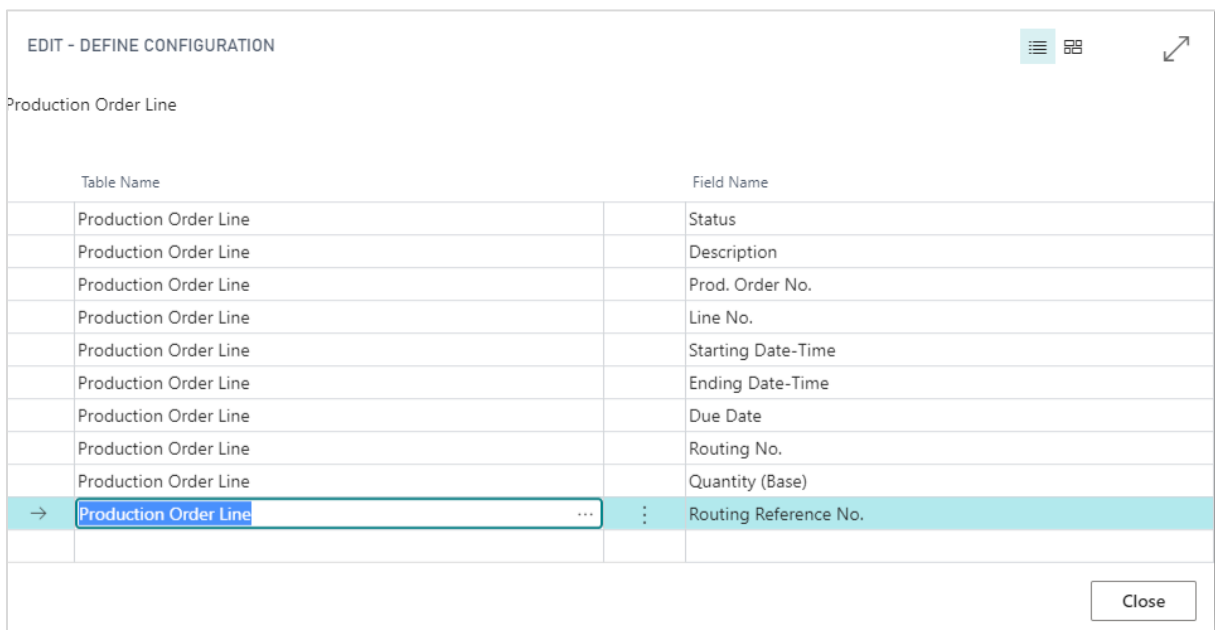 EDIT - DEFINE CONFIGURATION
Production Order Line
Table Name Field Name
Production Order Line Status
Production Order Line Description
Production Order Line Prod. Order No.
Production Order Line Line No.
Production Order Line Starting Date-Time
Production Order Line Ending Date-Time
Production Order Line Due Date
Production Order Line Routing No.
Production Order Line Quantity (Base)
Production Order Line Routing Reference No.
Close